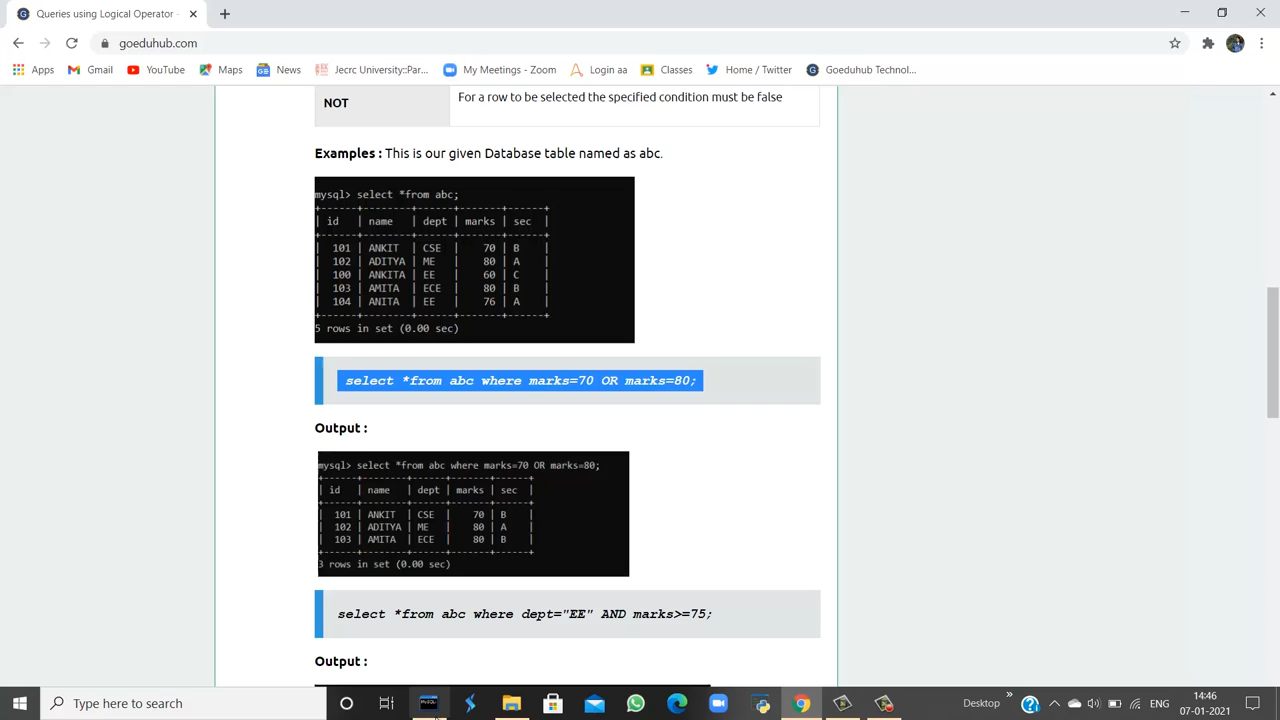 Queries using Logical Operator -
goeduhub.com
Apps Gmail YouTube Maps News Jecrc University::Par... My Meetings - Zoom Login aa Classes Home / Twitter Goeduhub Technol...
NOT For a row to be selected the specified condition must be false
Examples : This is our given Database table named as abc.
mysql> select *from abc;
+------+--------+------+-------+------+
| id | name | dept | marks | sec |
+------+--------+------+-------+------+
| 101 | ANKIT | CSE | 70 | B |
| 102 | ADITYA | ME | 80 | A |
| 100 | ANKITA | EE | 60 | C |
| 103 | AMITA | ECE | 80 | B |
| 104 | ANITA | EE | 76 | A |
+------+--------+------+-------+------+
5 rows in set (0.00 sec)
select *from abc where marks=70 OR marks=80;
Output :
mysql> select *from abc where marks=70 OR marks=80;
+------+--------+------+-------+------+
| id | name | dept | marks | sec |
+------+--------+------+-------+------+
| 101 | ANKIT | CSE | 70 | B |
| 102 | ADITYA | ME | 80 | A |
| 103 | AMITA | ECE | 80 | B |
+------+--------+------+-------+------+
3 rows in set (0.00 sec)
select *from abc where dept="EE" AND marks>=75;
Output :
Type here to search
Desktop » ENG 14:46
07-01-2021